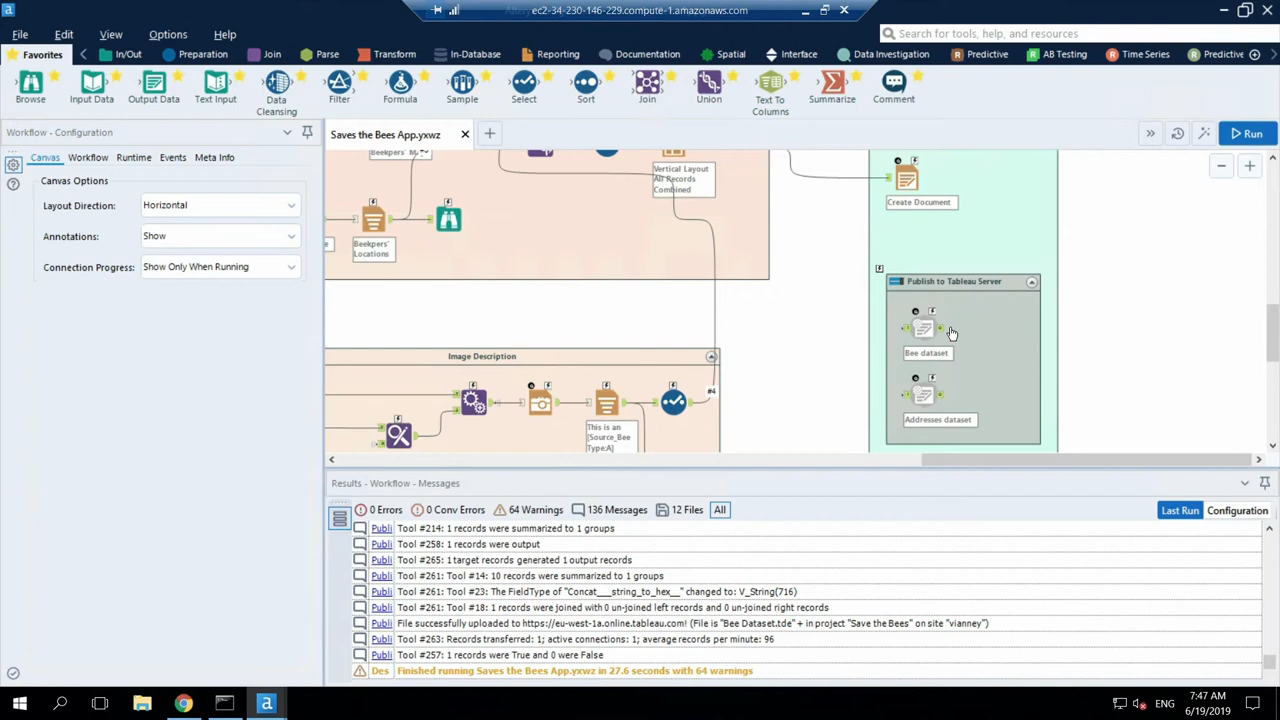 ec2-34-230-146-229.compute-1.amazonaws.com
File Edit View Options Help
Search for tools, help, and resources
Favorites In/Out Preparation Join Parse Transform In-Database Reporting Documentation Spatial Interface Data Investigation Predictive AB Testing Time Series Predictive
Browse Input Data Output Data Text Input Data Cleansing Filter Formula Sample Select Sort Join Union Text To Columns Summarize Comment
Workflow - Configuration
Saves the Bees App.yxwz
Run
Canvas Workflow Runtime Events Meta Info
Canvas Options
Layout Direction: Horizontal
Annotations: Show
Connection Progress: Show Only When Running
Beekpers'
Vertical Layout
All Records
Combined
Create Document
Beekpers'
Locations
Publish to Tableau Server
Bee dataset
Addresses dataset
Image Description
#4
This is an
[Source_Bee
Type:A]
Results - Workflow - Messages
0 Errors 0 Conv Errors 64 Warnings 136 Messages 12 Files All
Last Run Configuration
Publi Tool #214: 1 records were summarized to 1 groups
Publi Tool #258: 1 records were output
Publi Tool #265: 1 target records generated 1 output records
Publi Tool #261: Tool #14: 10 records were summarized to 1 groups
Publi Tool #261: Tool #23: The FieldType of "Concat___string_to_hex__" changed to: V_String(716)
Publi Tool #261: Tool #18: 1 records were joined with 0 un-joined left records and 0 un-joined right records
Publi File successfully uploaded to https://eu-west-1a.online.tableau.com! (File is "Bee Dataset.tde" + in project "Save the Bees" on site "vianney")
Publi Tool #263: Records transferred: 1; active connections: 1; average records per minute: 96
Publi Tool #257: 1 records were True and 0 were False
Des Finished running Saves the Bees App.yxwz in 27.6 seconds with 64 warnings
ENG
7:47 AM
6/19/2019